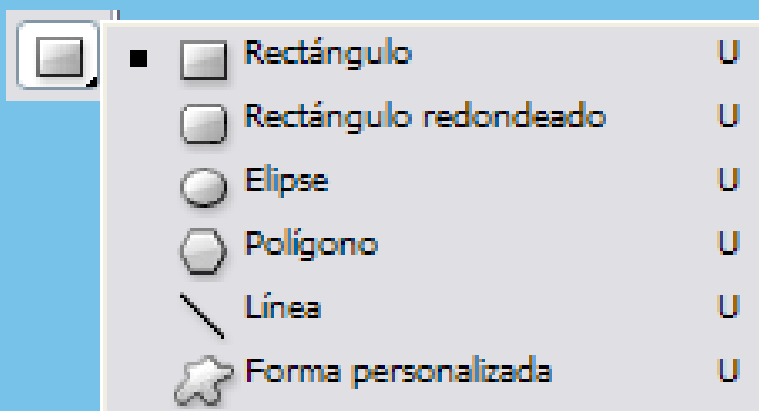 Rectángulo U
Rectángulo redondeado U
Elipse U
Polígono U
Línea U
Forma personalizada U